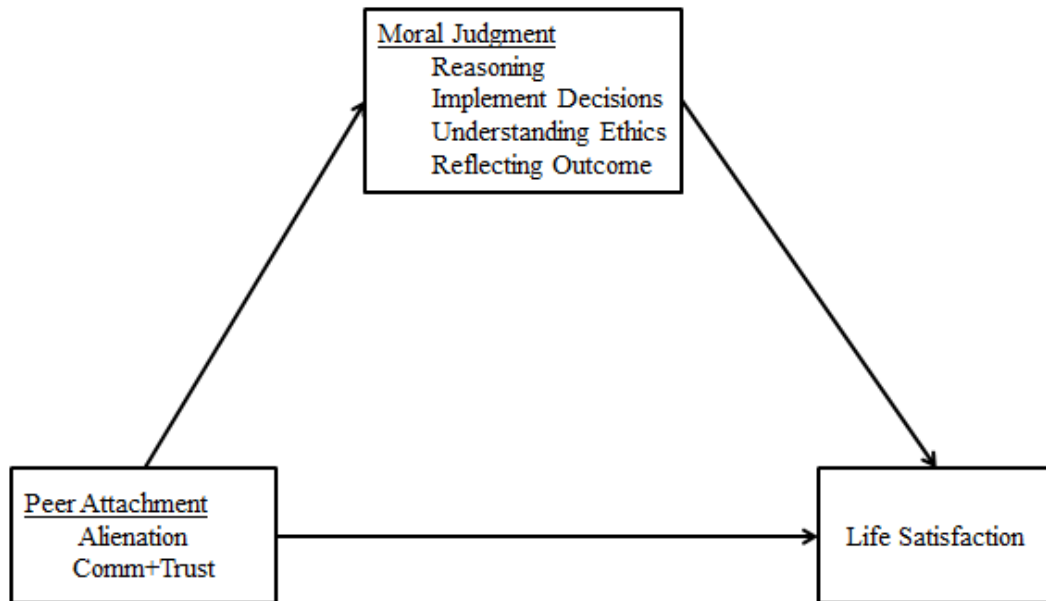 Moral Judgment
Reasoning
Implement Decisions
Understanding Ethics
Reflecting Outcome
Peer Attachment
Alienation
Comm+Trust
Life Satisfaction